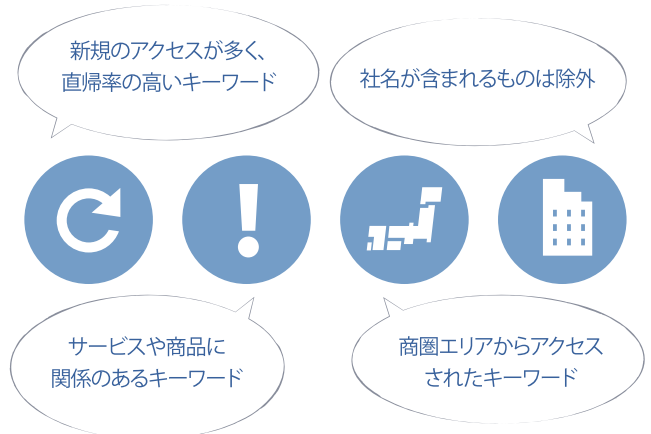 新規のアクセスが多く、
直帰率の高いキーワード
社名が含まれるものは除外
サービスや商品に
関係のあるキーワード
商圏エリアからアクセス
されたキーワード